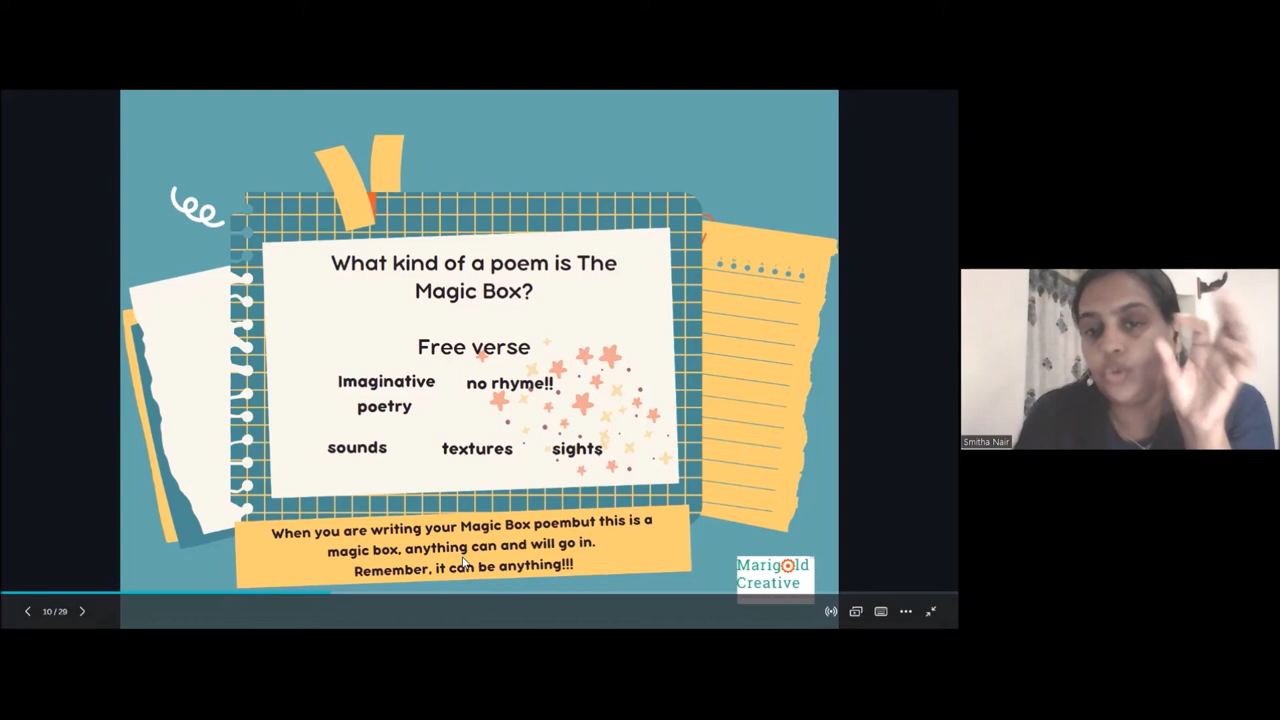 What kind of a poem is The
Magic Box?
Free verse
Imaginative
poetry
no rhyme!!
sounds textures sights
When you are writing your Magic Box poembut this is a
magic box, anything can and will go in.
Remember, it can be anything!!!
Marigold
Creative
10 / 29
Smitha Nair